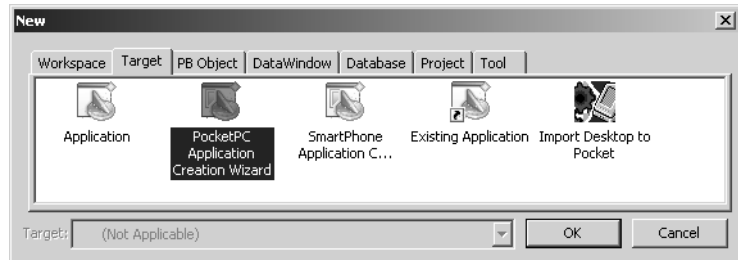 New
Workspace Target PB Object DataWindow Database Project Tool
Application PocketPC Application Creation Wizard SmartPhone Application C... Existing Application Import Desktop to Pocket
Target: (Not Applicable) OK Cancel